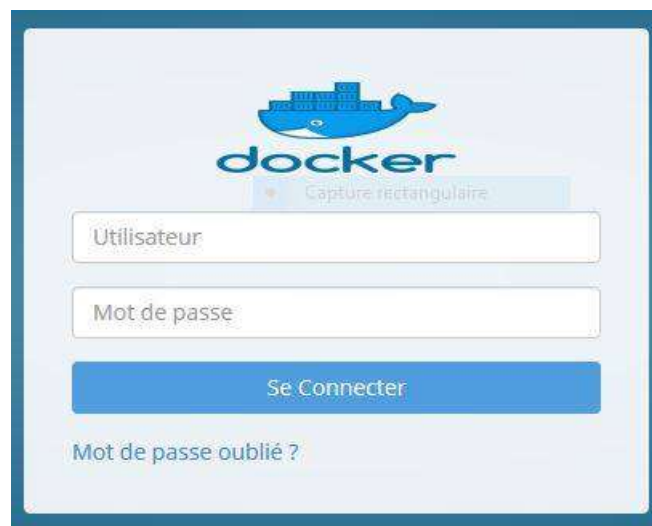 docker
Capture rectangulaire
Utilisateur
Mot de passe
Se Connecter
Mot de passe oublié ?